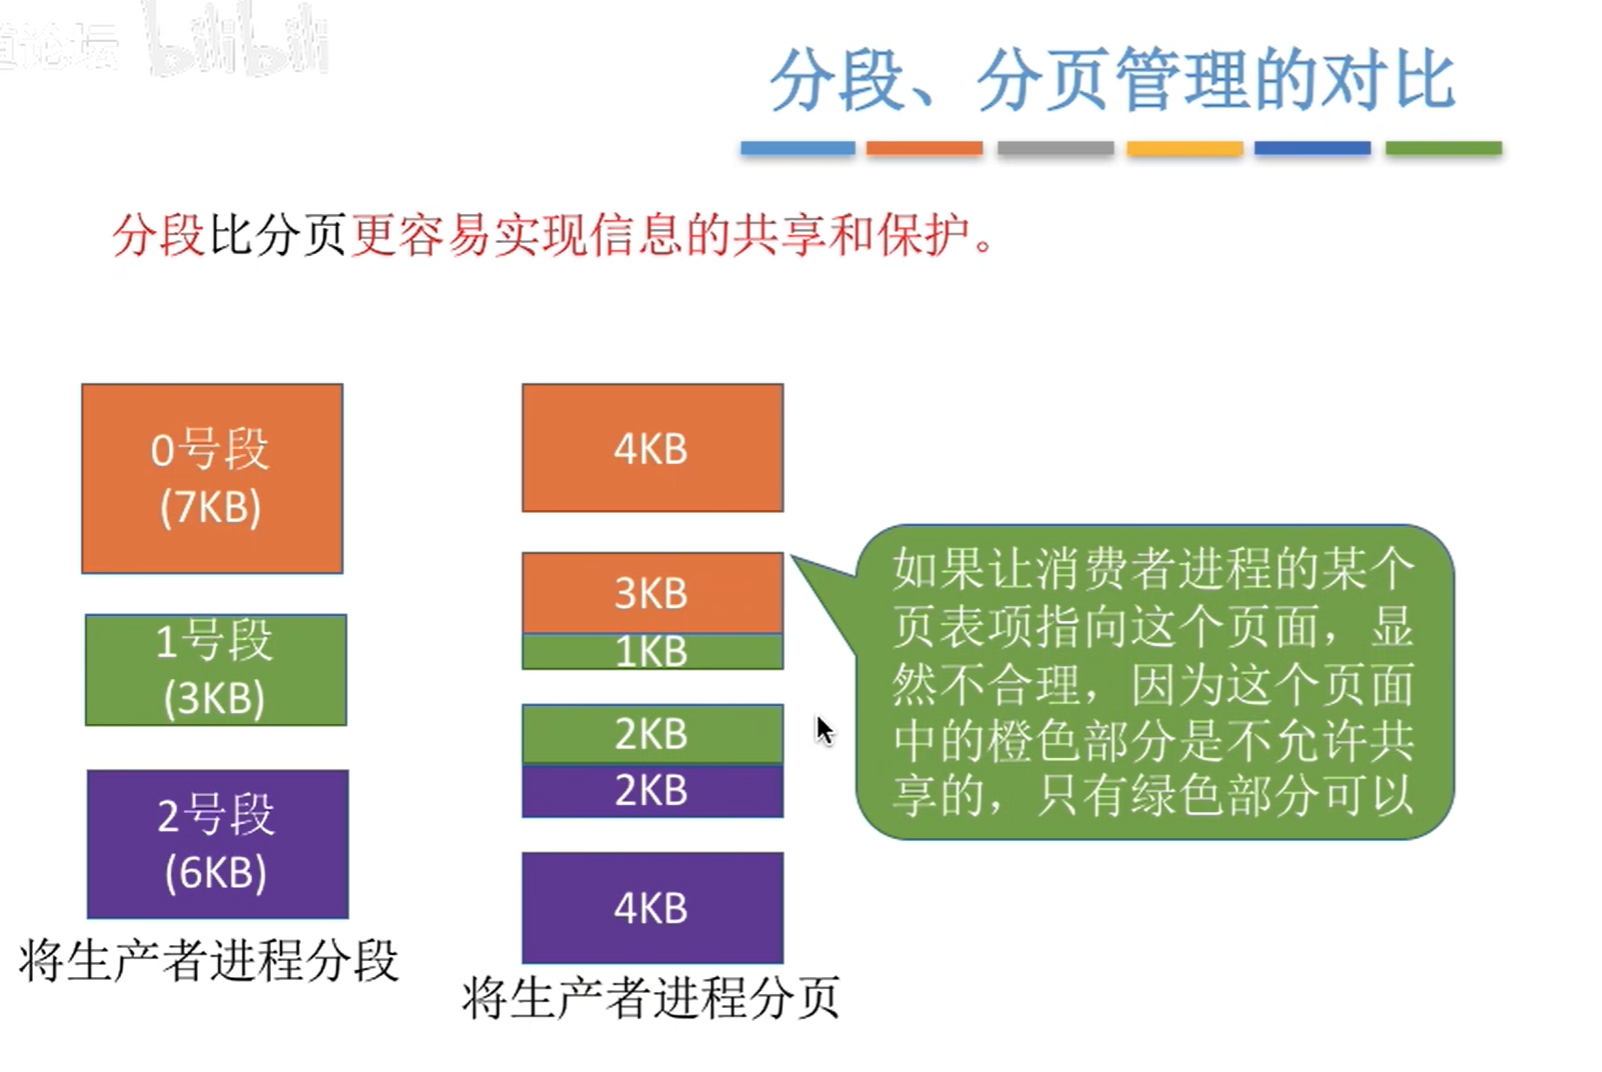 道论坛 bilibili
分段、分页管理的对比
分段比分页更容易实现信息的共享和保护。
0号段
(7KB)
1号段
(3KB)
2号段
(6KB)
将生产者进程分段
4KB
3KB
1KB
2KB
2KB
4KB
将生产者进程分页
如果让消费者进程的某个
页表项指向这个页面，显
然不合理，因为这个页面
中的橙色部分是不允许共
享的，只有绿色部分可以